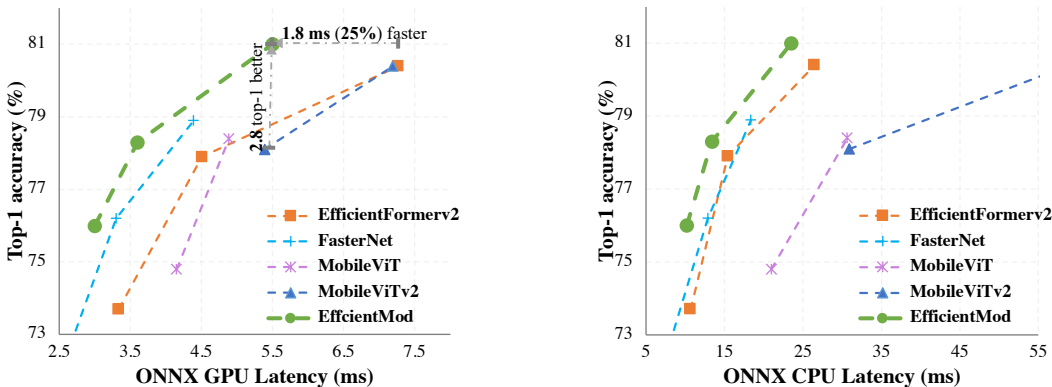 81
79
77
75
73
Top-1 accuracy (%)
2.5
3.5
4.5
5.5
6.5
7.5
ONNX GPU Latency (ms)
1.8 ms (25%) faster
2.8 top-1 better
EfficientFormerv2
FasterNet
MobileViT
MobileViTv2
EffcientMod
81
79
77
75
73
Top-1 accuracy (%)
5
15
25
35
45
55
ONNX CPU Latency (ms)
EfficientFormerv2
FasterNet
MobileViT
MobileViTv2
EfficientMod